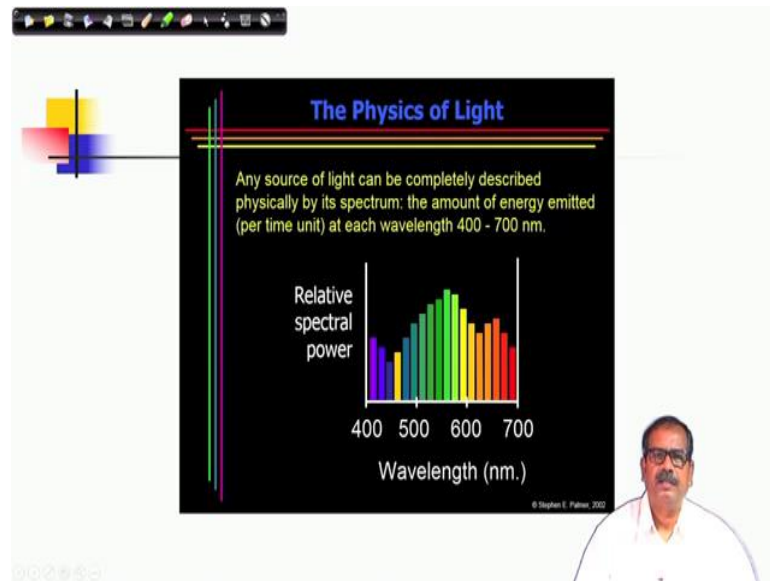 The Physics of Light
Any source of light can be completely described
physically by its spectrum: the amount of energy emitted
(per time unit) at each wavelength 400 - 700 nm.
Relative
spectral
power
400 500 600 700
Wavelength (nm.)
© Stephen E. Palmer, 2002